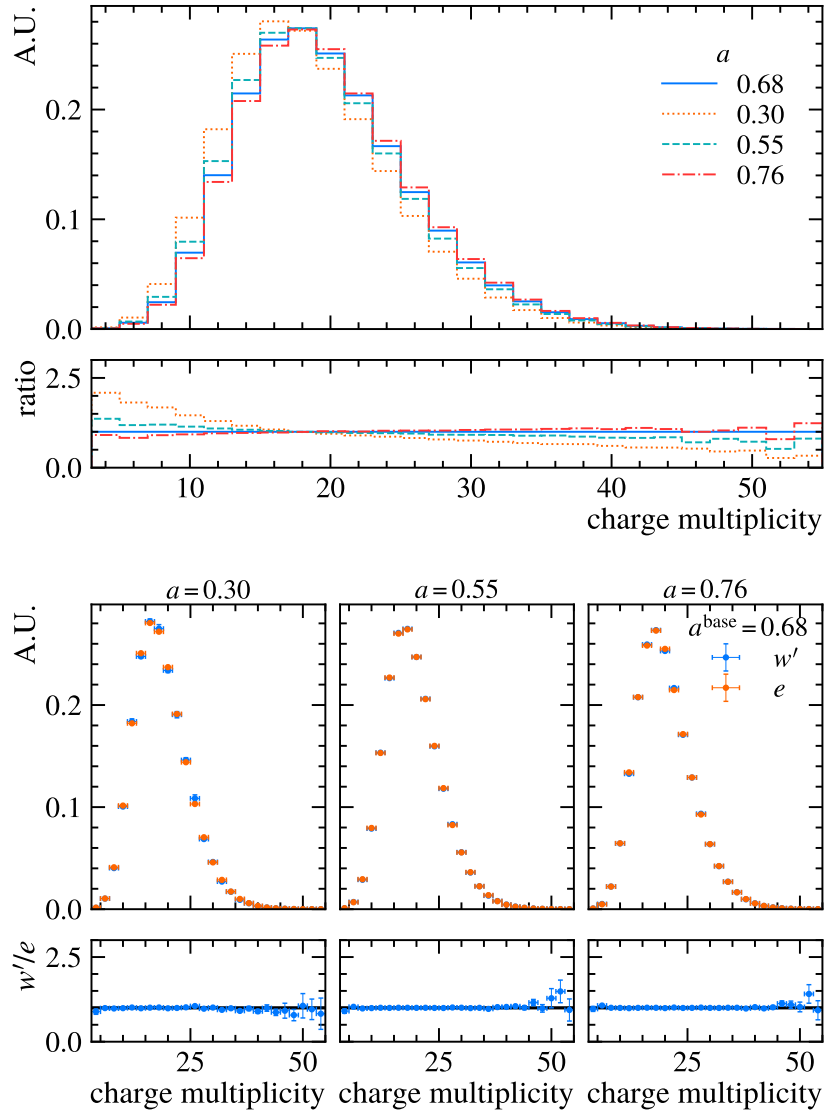 A.U.
a
0.68
0.30
0.55
0.76
0.2
0.1
0.0
ratio
2.5
0.0
10 20 30 40 50
charge multiplicity
a = 0.30 a = 0.55 a = 0.76
A.U.
a^base = 0.68
w′
e
0.2
0.1
0.0
w′/e
2.5
0.0
25 50 25 50 25 50
charge multiplicity charge multiplicity charge multiplicity